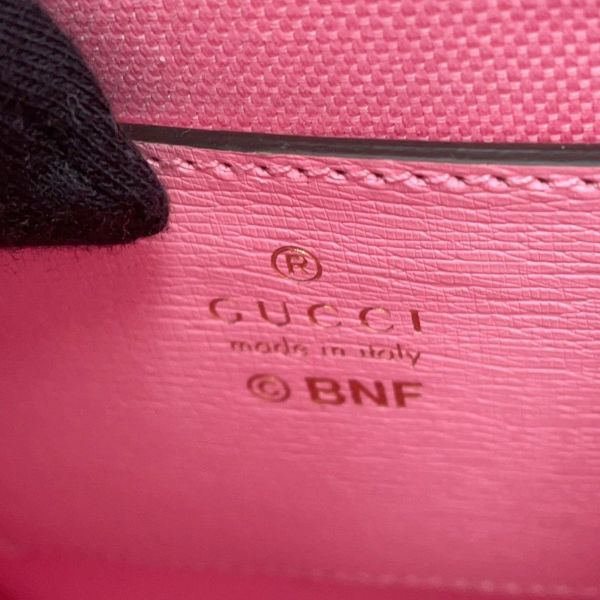 ®
GUCCI
made in italy
© BNF